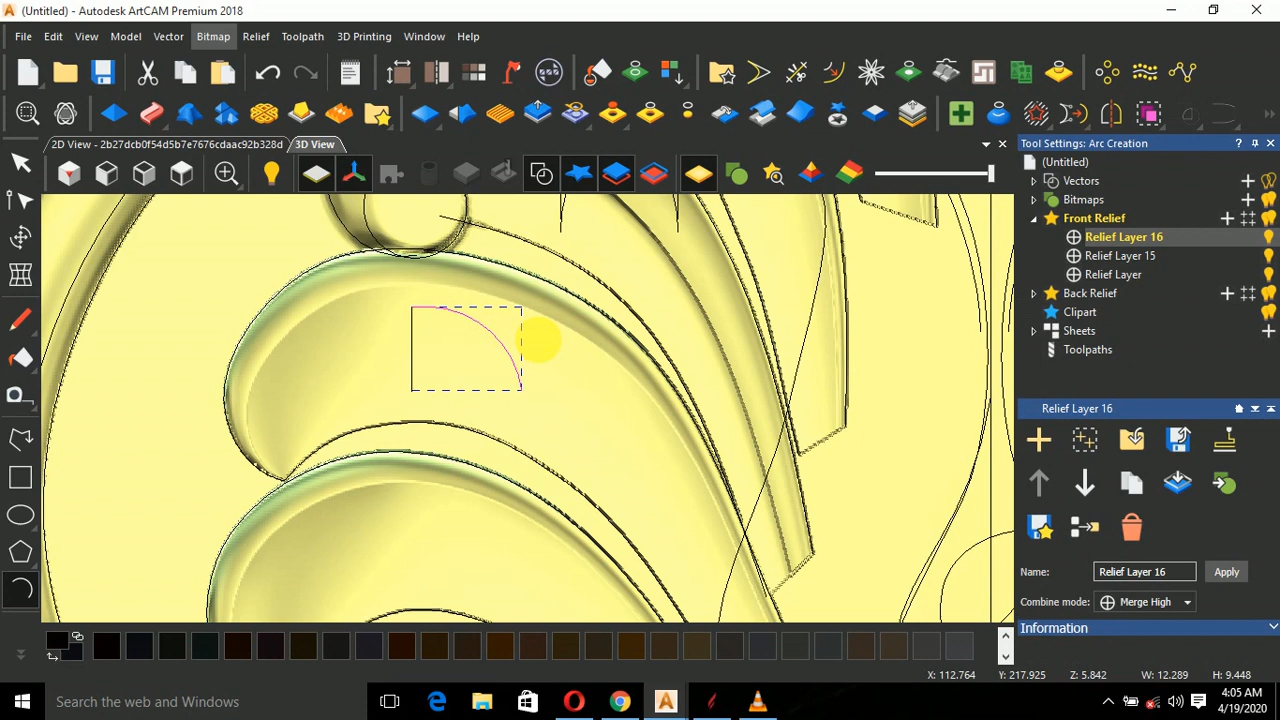 (Untitled) - Autodesk ArtCAM Premium 2018
File Edit View Model Vector Bitmap Relief Toolpath 3D Printing Window Help
2D View - 2b27dcb0f54d5b7e7676cdaac92b328d 3D View
Tool Settings: Arc Creation
(Untitled)
Vectors
Bitmaps
Front Relief
Relief Layer 16
Relief Layer 15
Relief Layer
Back Relief
Clipart
Sheets
Toolpaths
Relief Layer 16
Name: Relief Layer 16 Apply
Combine mode: Merge High
Information
X: 112.764 Y: 217.925 Z: 5.842 W: 12.289 H: 9.448
Search the web and Windows
4:05 AM
4/19/2020